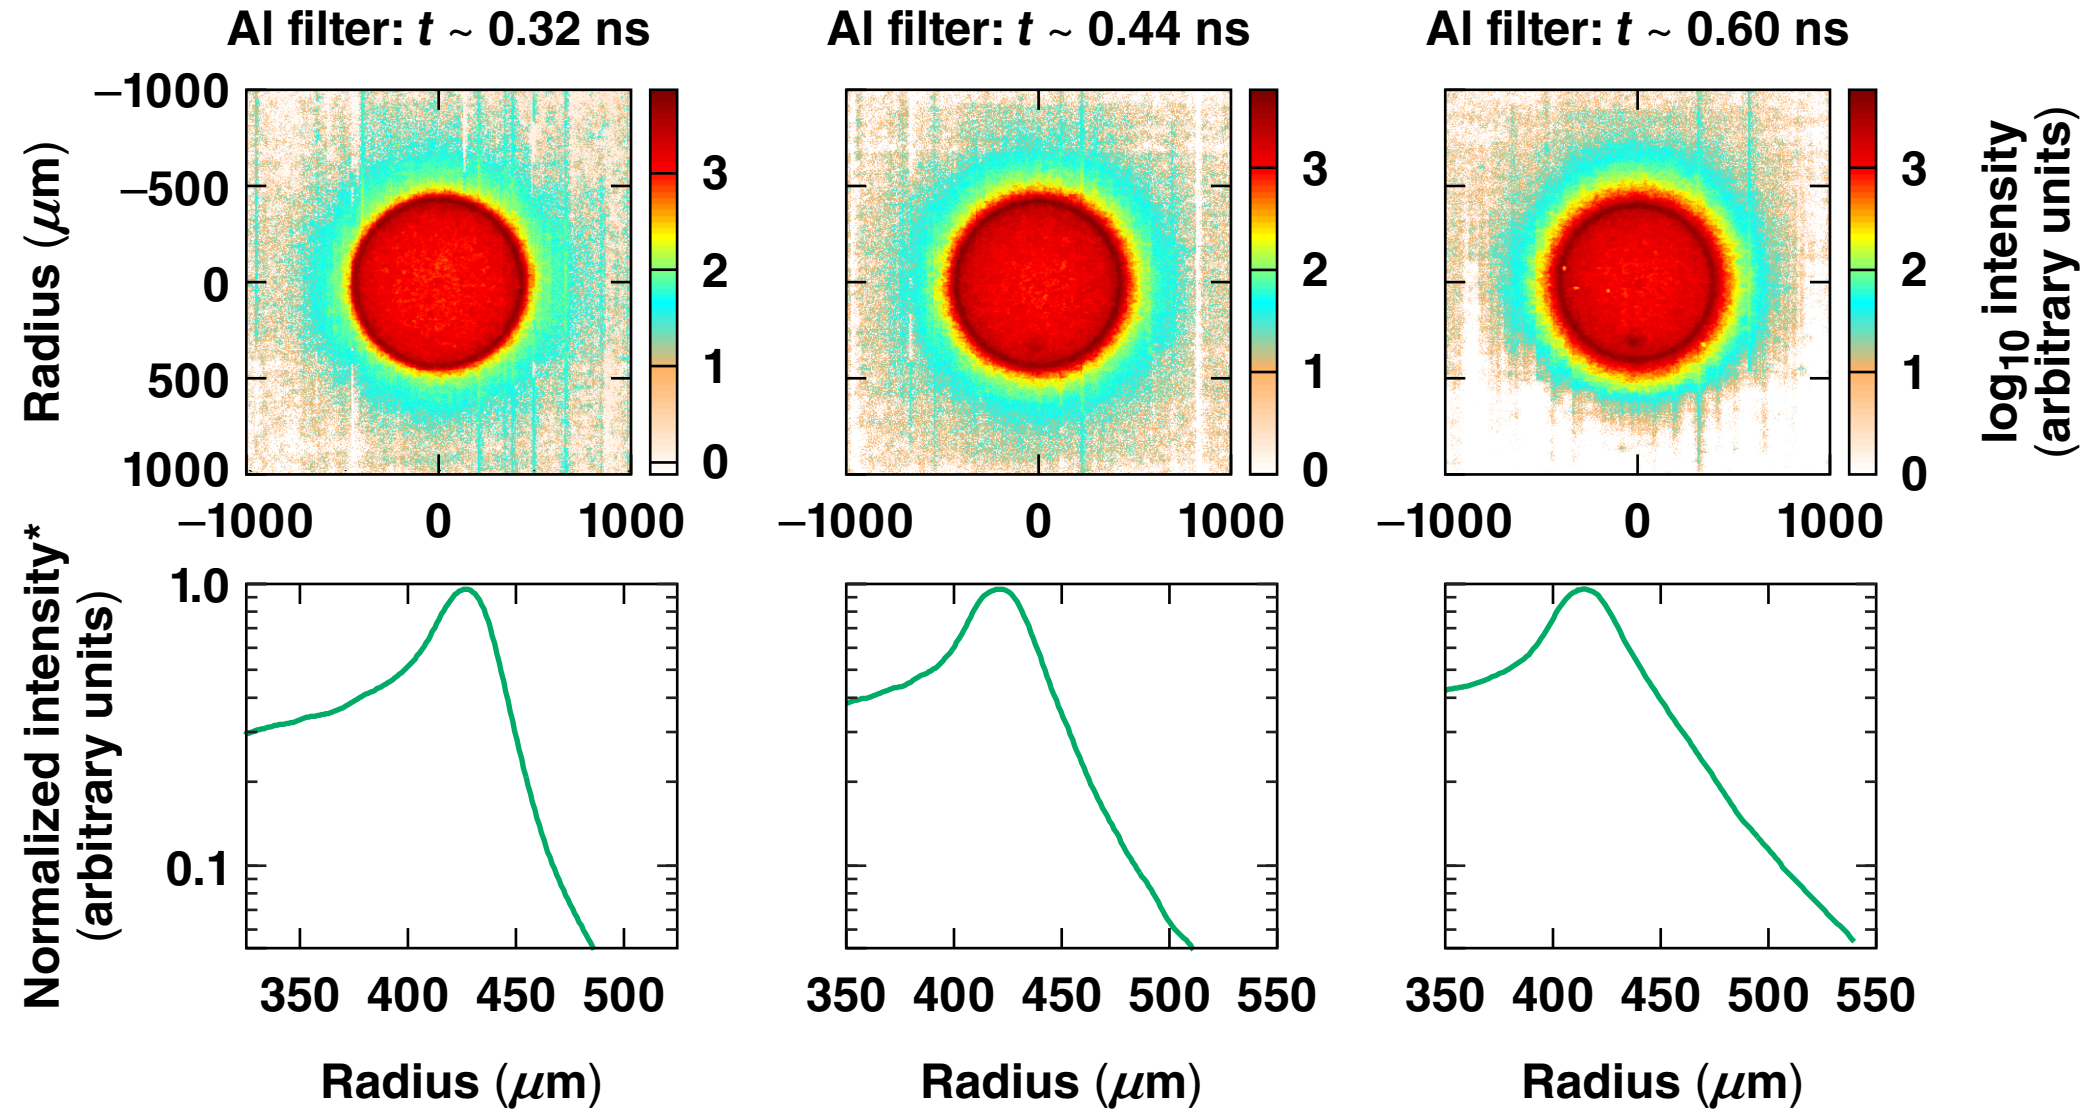 Al filter: t ~ 0.32 ns
Al filter: t ~ 0.44 ns
Al filter: t ~ 0.60 ns
Radius (μm)
–1000
–500
0
500
1000
–1000 0 1000
3
2
1
0
–1000 0 1000
3
2
1
0
–1000 0 1000
3
2
1
0
log10 intensity
(arbitrary units)
Normalized intensity*
(arbitrary units)
1.0
0.1
350 400 450 500
350 400 450 500 550
350 400 450 500 550
Radius (μm)
Radius (μm)
Radius (μm)